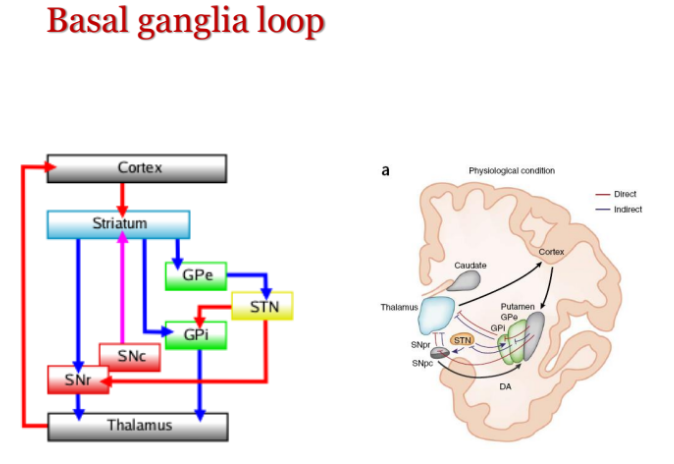 Basal ganglia loop
Cortex
Striatum
GPe
STN
GPi
SNc
SNr
Thalamus
a
Physiological condition
Direct
Indirect
Cortex
Caudate
Thalamus
Putamen
GPe
GPi
STN
SNpr
SNpc
DA